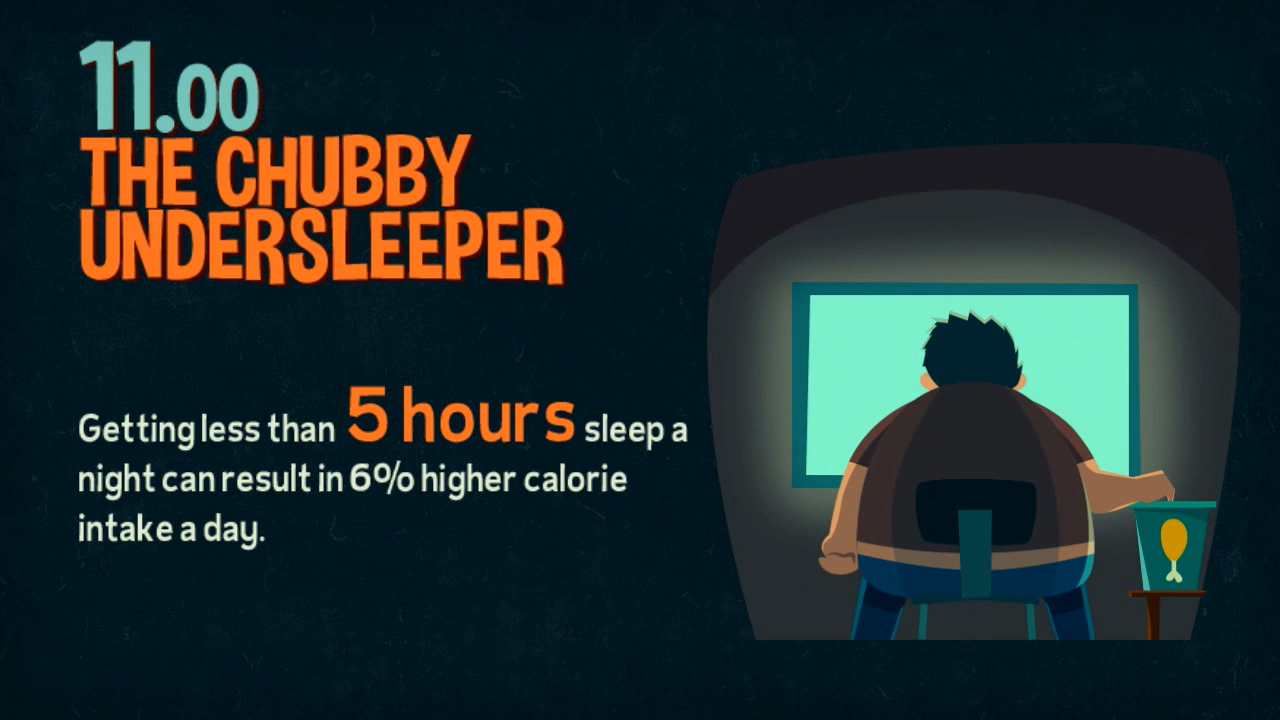 11.00
THE CHUBBY
UNDERSLEEPER
Getting less than 5 hours sleep a
night can result in 6% higher calorie
intake a day.